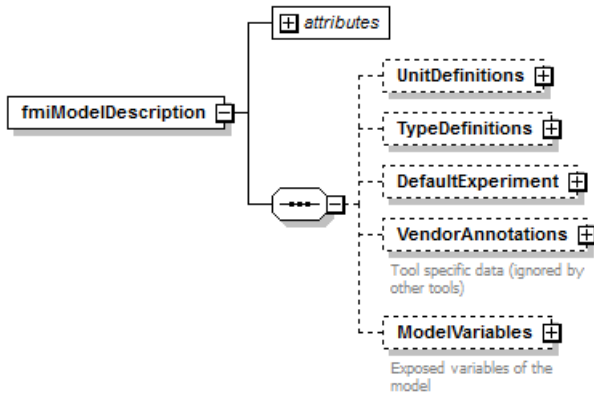 attributes
fmiModelDescription
UnitDefinitions
TypeDefinitions
DefaultExperiment
VendorAnnotations
Tool specific data (ignored by
other tools)
ModelVariables
Exposed variables of the
model